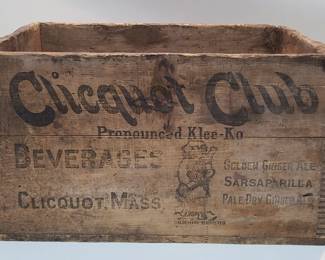 Clicquot Club
Pronounced Klee-Ko
BEVERAGES
CLICQUOT, MASS.
GOLDEN GINGER ALE
SARSAPARILLA
PALE DRY GINGER ALE